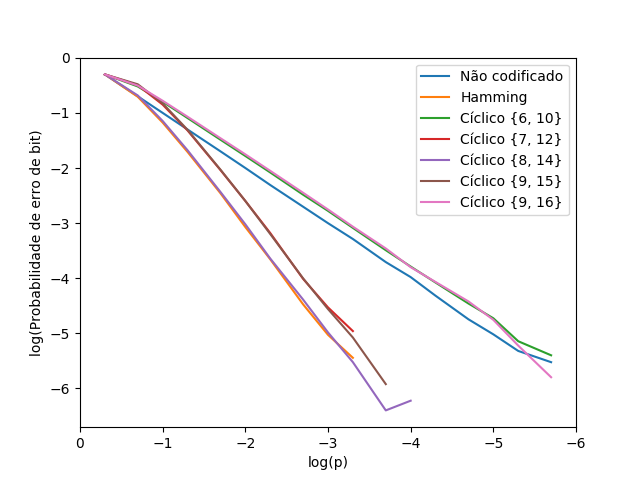 Não codificado
Hamming
Cíclico {6, 10}
Cíclico {7, 12}
Cíclico {8, 14}
Cíclico {9, 15}
Cíclico {9, 16}
log(Probabilidade de erro de bit)
0
−1
−2
−3
−4
−5
−6
0
−1
−2
−3
−4
−5
−6
log(p)